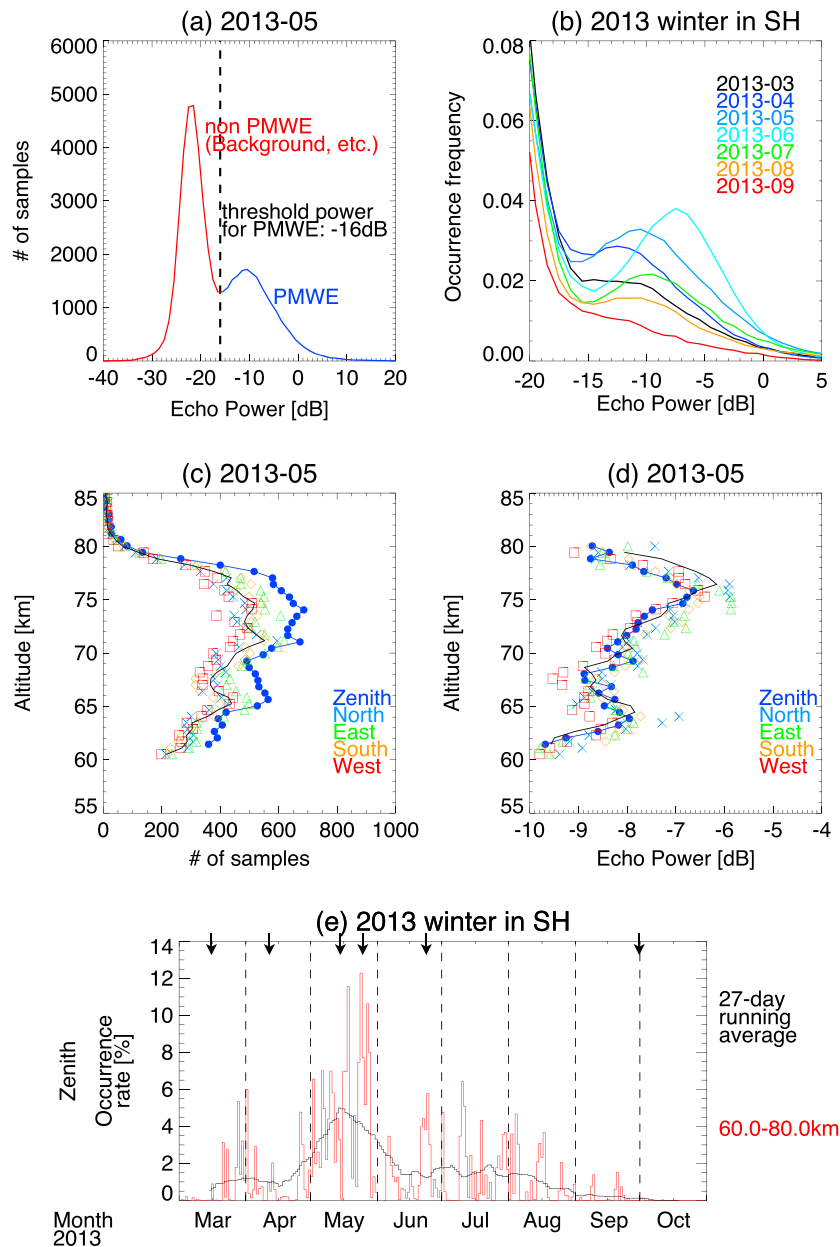 (a) 2013-05
6000
5000
4000
3000
2000
1000
0
# of samples
non PMWE
(Background, etc.)
threshold power
for PMWE: -16dB
PMWE
-40 -30 -20 -10 0 10 20
Echo Power [dB]
(b) 2013 winter in SH
0.08
0.06
0.04
0.02
0.00
Occurrence frequency
2013-03
2013-04
2013-05
2013-06
2013-07
2013-08
2013-09
-20 -15 -10 -5 0 5
Echo Power [dB]
(c) 2013-05
85
80
75
70
65
60
55
Altitude [km]
Zenith
North
East
South
West
0 200 400 600 800 1000
# of samples
(d) 2013-05
85
80
75
70
65
60
55
Altitude [km]
Zenith
North
East
South
West
-10 -9 -8 -7 -6 -5 -4
Echo Power [dB]
(e) 2013 winter in SH
14
12
10
8
6
4
2
0
Zenith
Occurrence
rate [%]
27-day
running
average
60.0-80.0km
Mar Apr May Jun Jul Aug Sep Oct
Month
2013